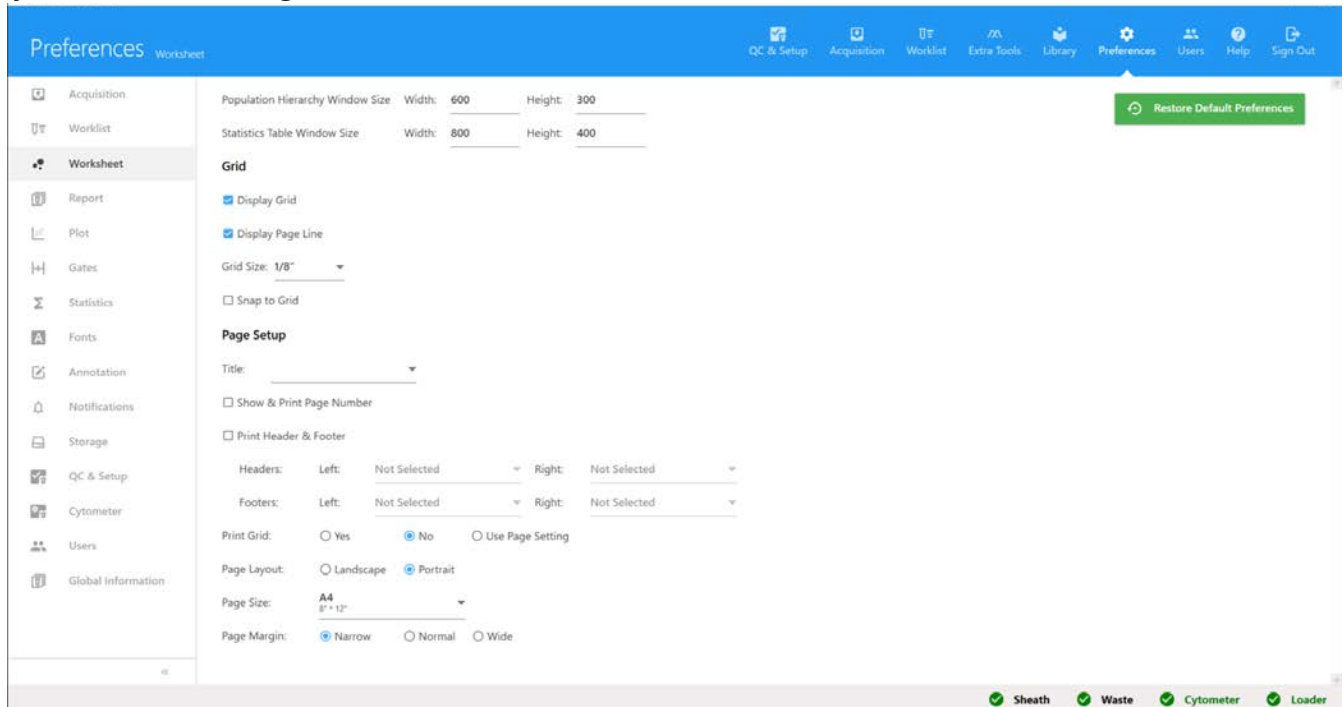 Preferences Worksheet
QC & Setup Acquisition Worklist Extra Tools Library Preferences Users Help Sign Out
Acquisition
Worklist
Worksheet
Report
Plot
Gates
Statistics
Fonts
Annotation
Notifications
Storage
QC & Setup
Cytometer
Users
Global Information
Restore Default Preferences
Population Hierarchy Window Size Width: 600 Height: 300
Statistics Table Window Size Width: 800 Height: 400
Grid
Display Grid
Display Page Line
Grid Size: 1/8"
Snap to Grid
Page Setup
Title:
Show & Print Page Number
Print Header & Footer
Headers: Left: Not Selected Right: Not Selected
Footers: Left: Not Selected Right: Not Selected
Print Grid: Yes No Use Page Setting
Page Layout: Landscape Portrait
Page Size: A4
8" * 12"
Page Margin: Narrow Normal Wide
Sheath Waste Cytometer Loader